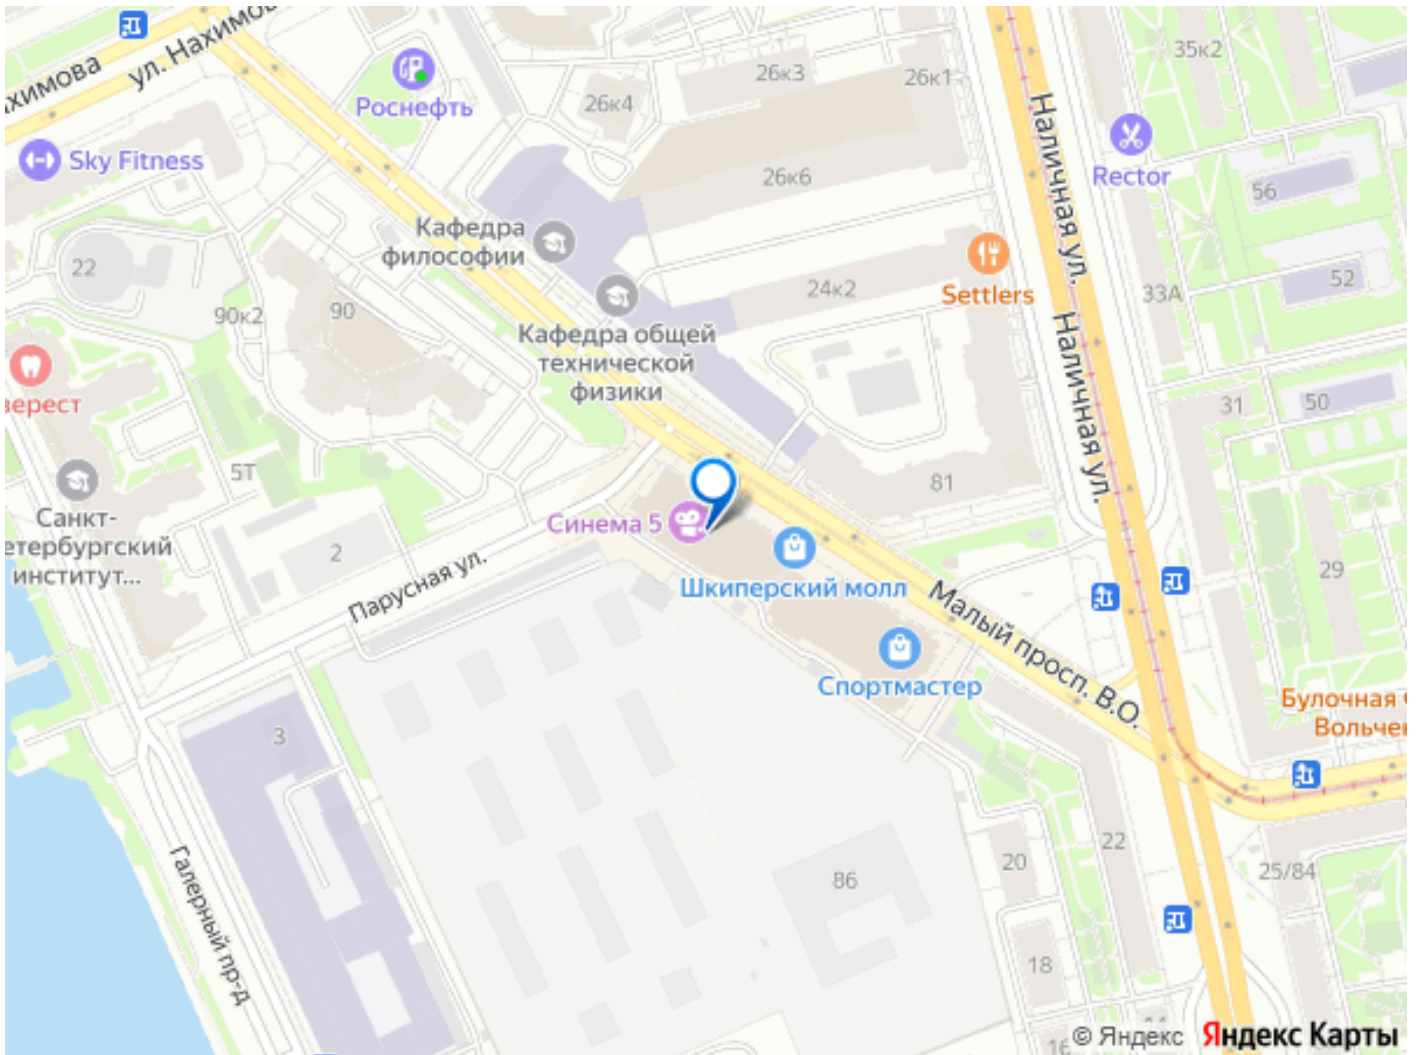 ул. Нахимова
Роснефть
Sky Fitness
26к4
26к3
26к1
35к2
Наличная ул.
Rector
56
26к6
Кафедра
философии
22
90к2
90
Settlers
24к2
33А
52
Кафедра общей
технической
физики
Наличная ул.
31
50
5Т
81
Санкт-
институт...
2
Синема 5
Шкиперский молл
Парусная ул.
29
Малый просп. В.О.
Спортмастер
Булочная
3
86
20
22
25/84
Галерный пр-д
18
16
© Яндекс Яндекс Карты